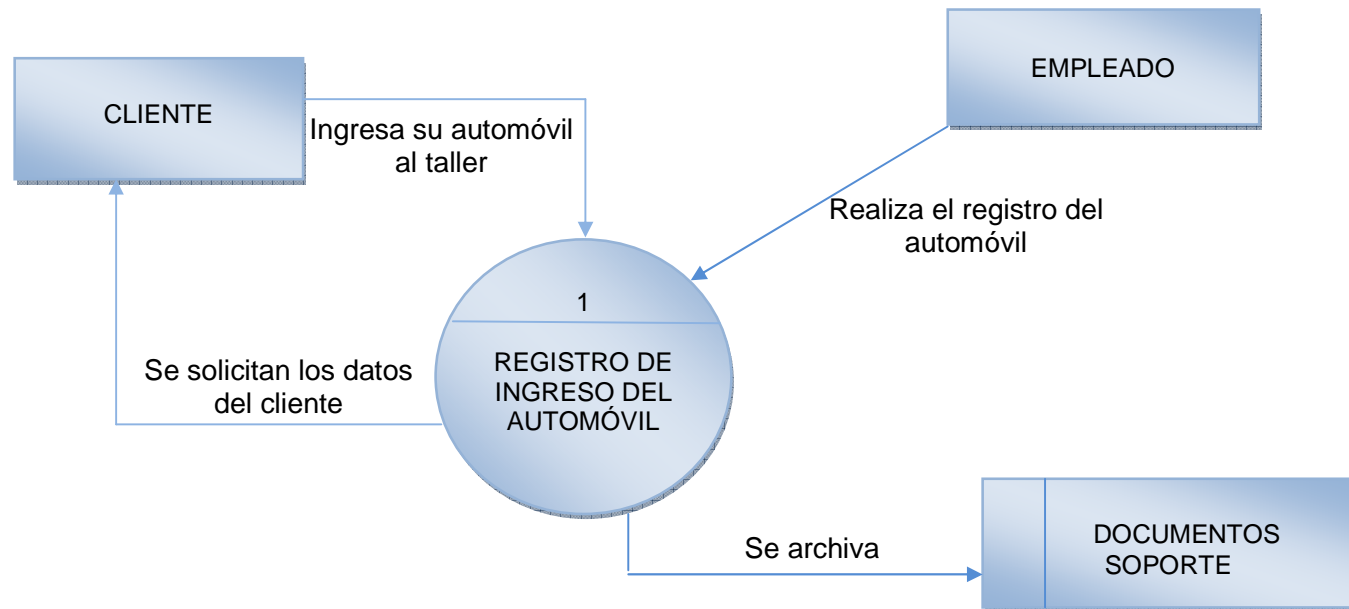 CLIENTE
EMPLEADO
Ingresa su automóvil
al taller
Realiza el registro del
automóvil
1
REGISTRO DE
INGRESO DEL
AUTOMÓVIL
Se solicitan los datos
del cliente
Se archiva
DOCUMENTOS
SOPORTE